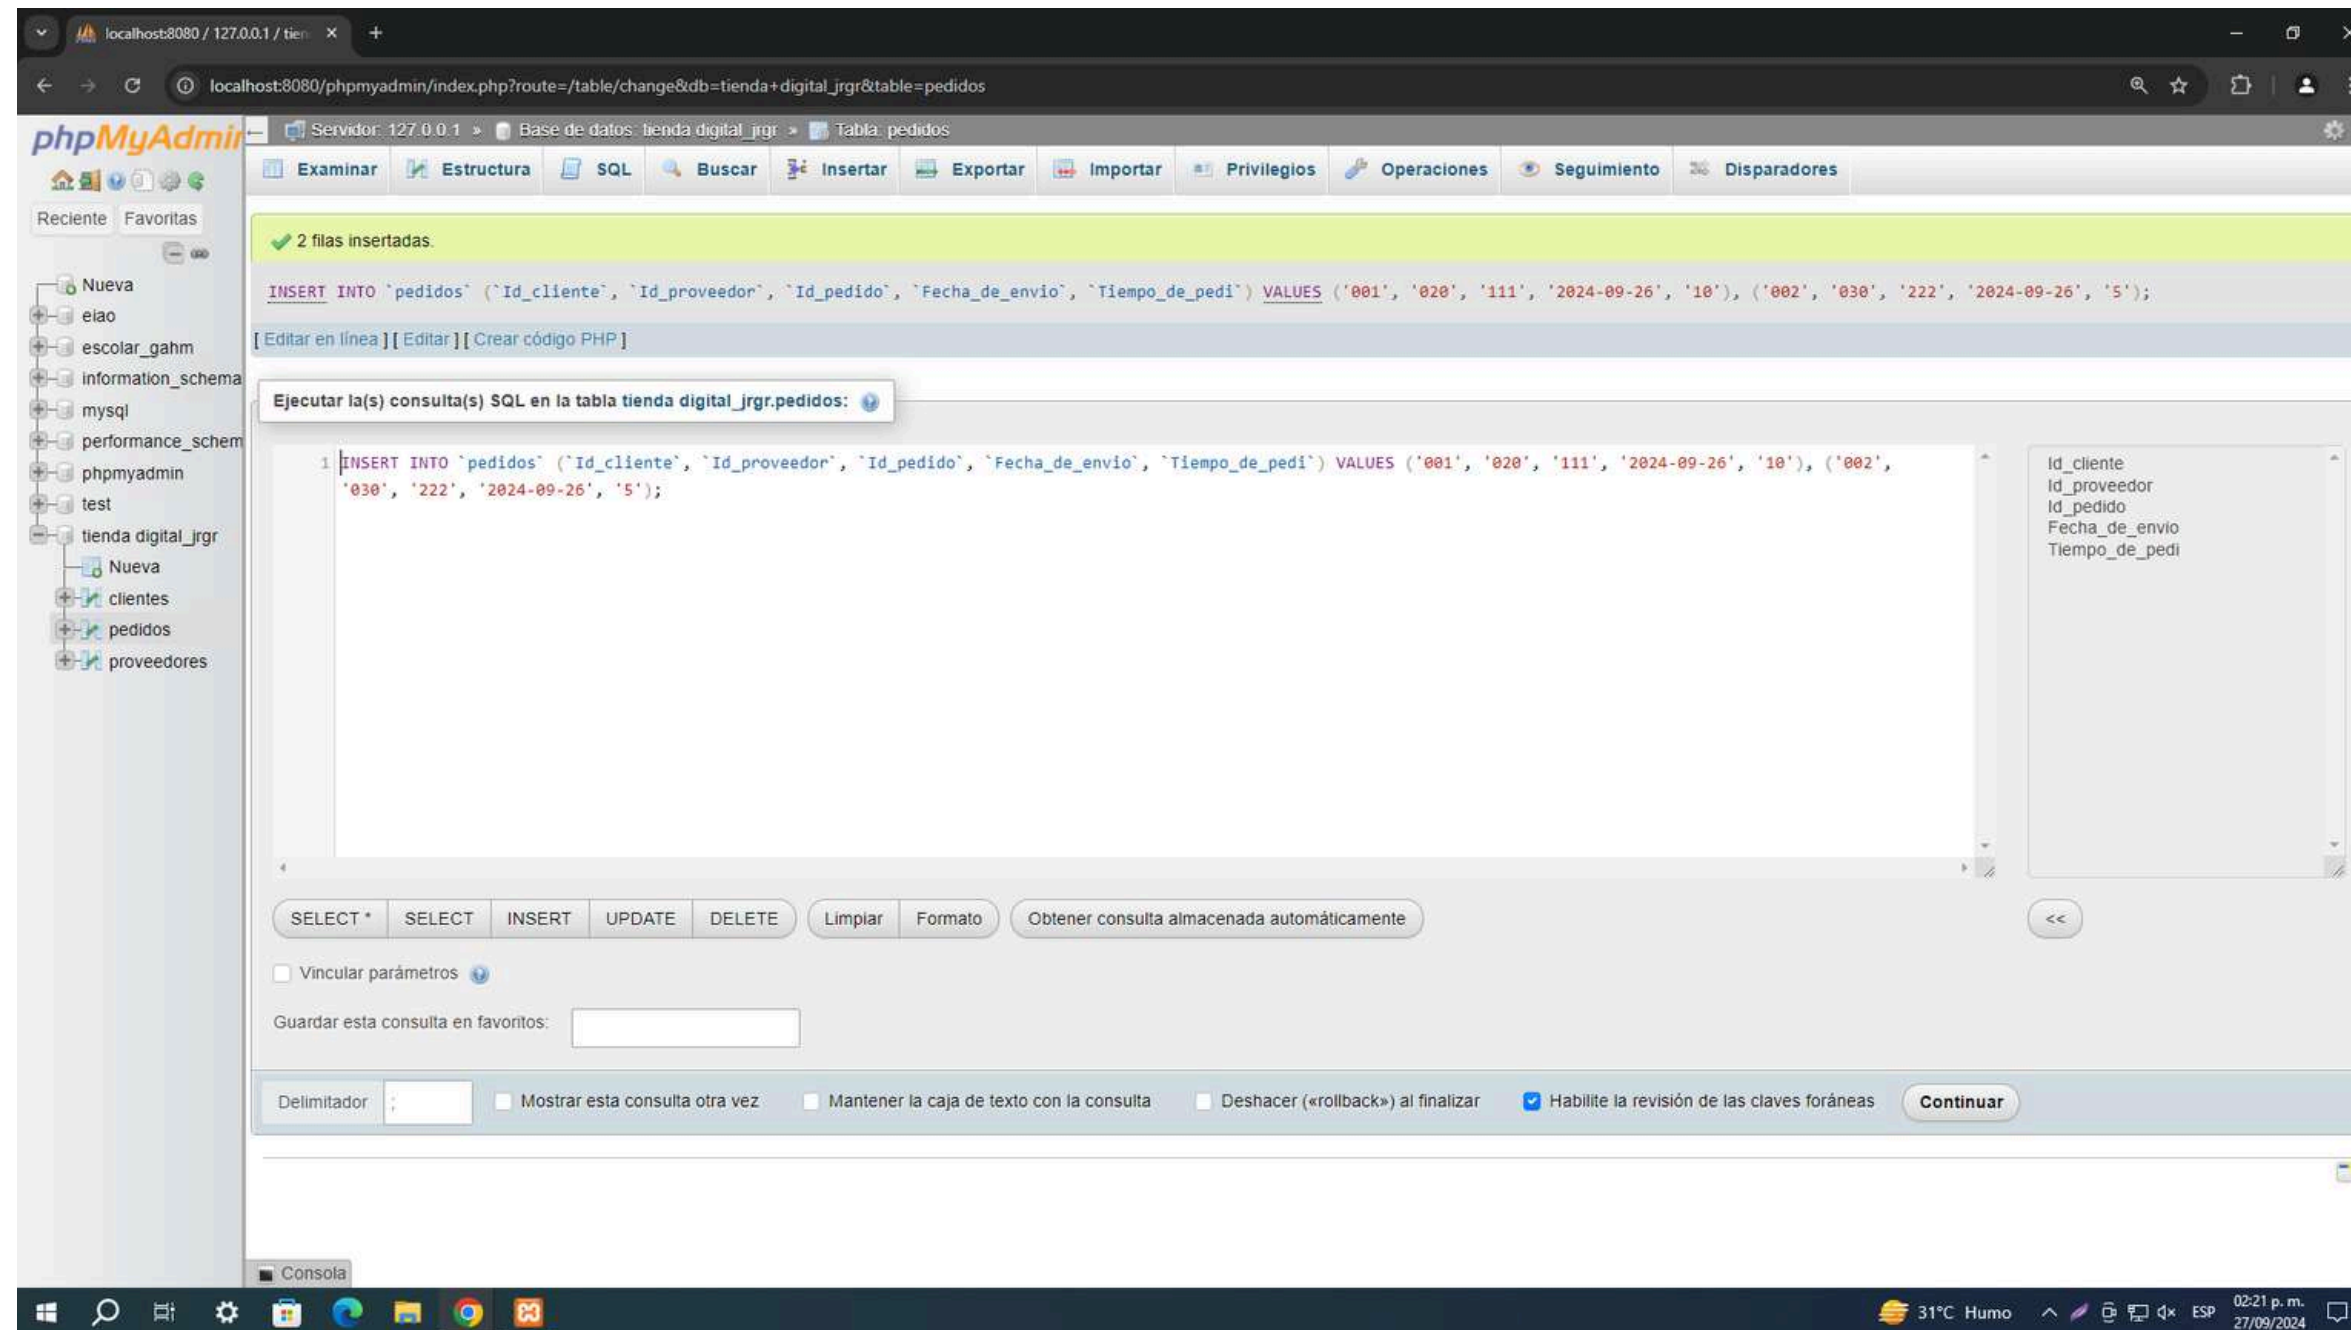 localhost:8080 / 127.0.0.1 / tien
localhost:8080/phpmyadmin/index.php?route=/table/change&db=tienda+digital_jrgr&table=pedidos
phpMyAdmin
Servidor: 127.0.0.1 » Base de datos: tienda digital_jrgr » Tabla: pedidos
Examinar Estructura SQL Buscar Insertar Exportar Importar Privilegios Operaciones Seguimiento Disparadores
Reciente Favoritas
Nueva
eiao
escolar_gahm
information_schema
mysql
performance_schem
phpmyadmin
test
tienda digital_jrgr
Nueva
clientes
pedidos
proveedores
2 filas insertadas.
INSERT INTO `pedidos` (`Id_cliente`, `Id_proveedor`, `Id_pedido`, `Fecha_de_envio`, `Tiempo_de_pedi`) VALUES ('001', '020', '111', '2024-09-26', '10'), ('002', '030', '222', '2024-09-26', '5');
[ Editar en línea ] [ Editar ] [ Crear código PHP ]
Ejecutar la(s) consulta(s) SQL en la tabla tienda digital_jrgr.pedidos:
1 INSERT INTO `pedidos` (`Id_cliente`, `Id_proveedor`, `Id_pedido`, `Fecha_de_envio`, `Tiempo_de_pedi`) VALUES ('001', '020', '111', '2024-09-26', '10'), ('002',
'030', '222', '2024-09-26', '5');
Id_cliente
Id_proveedor
Id_pedido
Fecha_de_envio
Tiempo_de_pedi
SELECT * SELECT INSERT UPDATE DELETE Limpiar Formato Obtener consulta almacenada automáticamente <<
Vincular parámetros
Guardar esta consulta en favoritos:
Delimitador ; Mostrar esta consulta otra vez Mantener la caja de texto con la consulta Deshacer («rollback») al finalizar Habilite la revisión de las claves foráneas Continuar
Consola
31°C Humo ESP 02:21 p. m.
27/09/2024